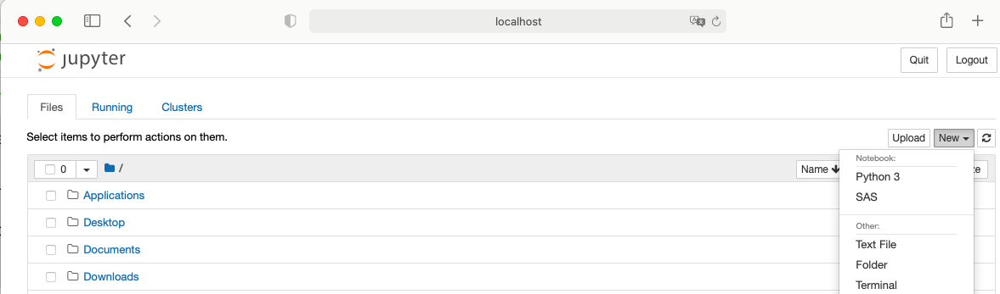 localhost
jupyter
Quit
Logout
Files
Running
Clusters
Select items to perform actions on them.
Upload
New
0
/
Name
Notebook:
Python 3
SAS
Other:
Text File
Folder
Terminal
Applications
Desktop
Documents
Downloads